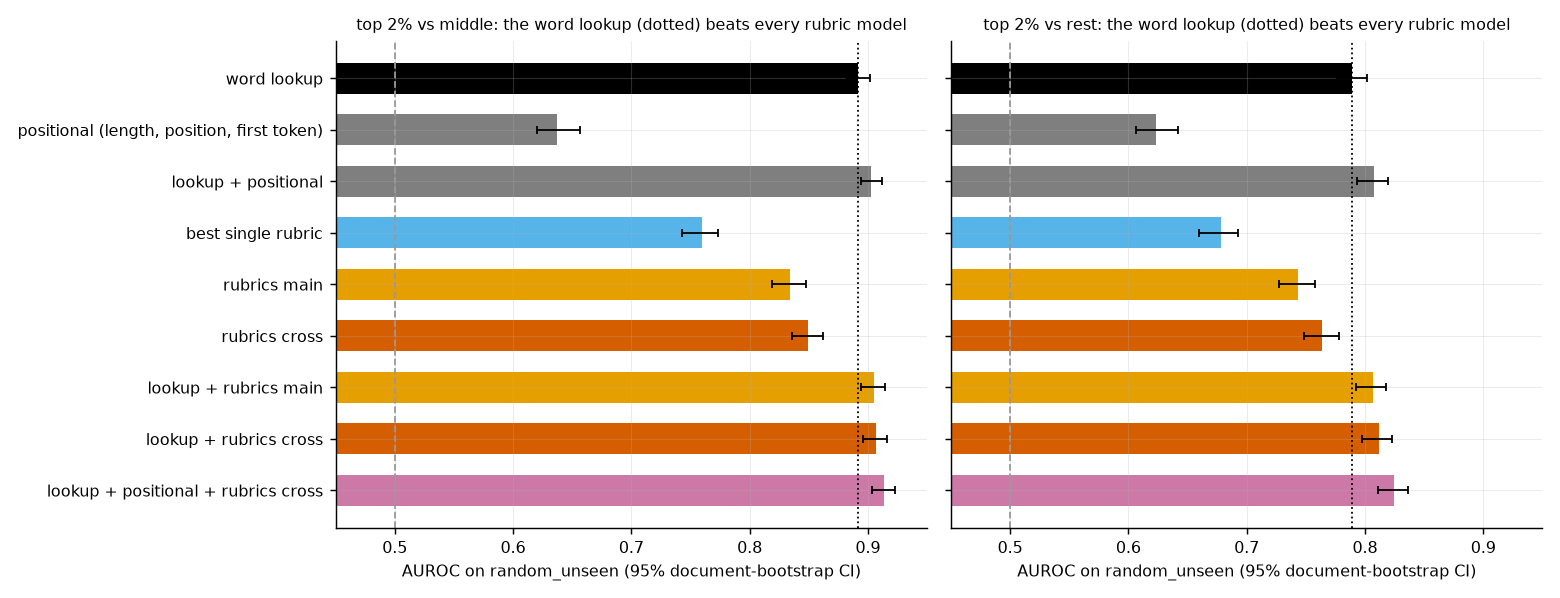 top 2% vs middle: the word lookup (dotted) beats every rubric model
top 2% vs rest: the word lookup (dotted) beats every rubric model
word lookup
positional (length, position, first token)
lookup + positional
best single rubric
rubrics main
rubrics cross
lookup + rubrics main
lookup + rubrics cross
lookup + positional + rubrics cross
0.5 0.6 0.7 0.8 0.9
0.5 0.6 0.7 0.8 0.9
AUROC on random_unseen (95% document-bootstrap CI)
AUROC on random_unseen (95% document-bootstrap CI)